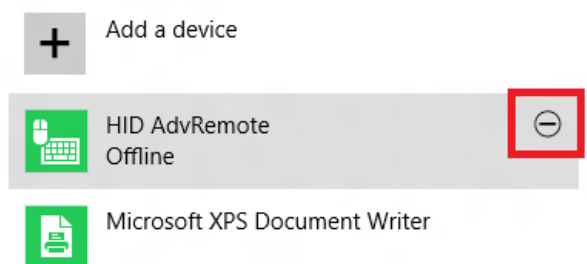 Add a device
HID AdvRemote
Offline
Microsoft XPS Document Writer